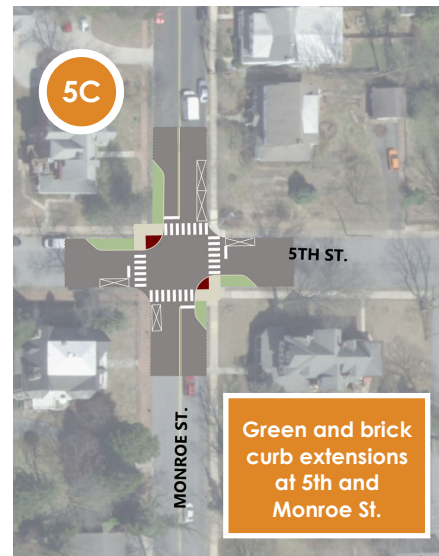 5C
5TH ST.
MONROE ST.
Green and brick
curb extensions
at 5th and
Monroe St.